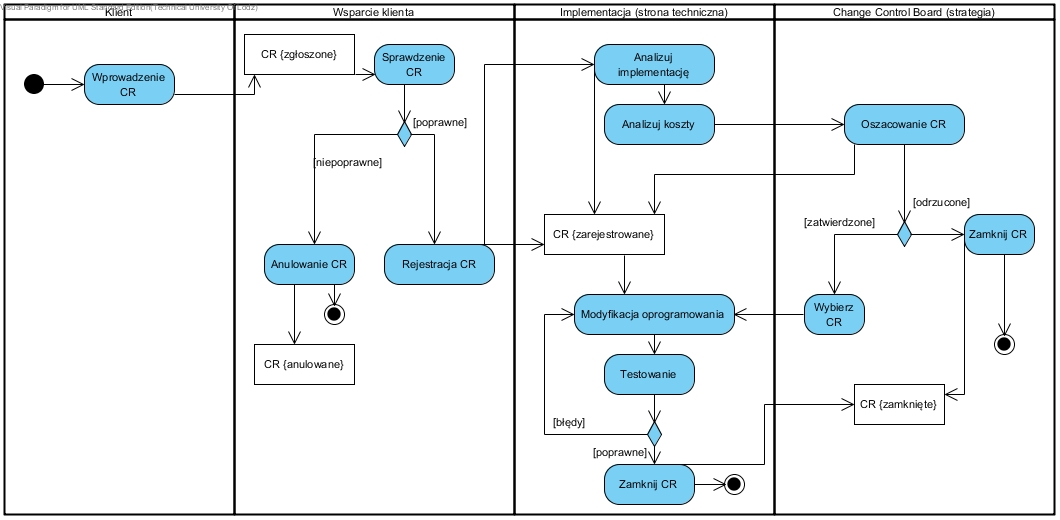 Visual Paradigm for UML Standard Edition(Technical University Of Lodz)
Klient
Wsparcie klienta
Implementacja (strona techniczna)
Change Control Board (strategia)
Wprowadzenie
CR
CR {zgłoszone}
Sprawdzenie
CR
[poprawne]
[niepoprawne]
Anulowanie CR
Rejestracja CR
CR {anulowane}
Analizuj
implementację
Analizuj koszty
CR {zarejestrowane}
Modyfikacja oprogramowania
Testowanie
[błędy]
[poprawne]
Zamknij CR
Oszacowanie CR
[odrzucone]
[zatwierdzone]
Zamknij CR
Wybierz
CR
CR {zamknięte}